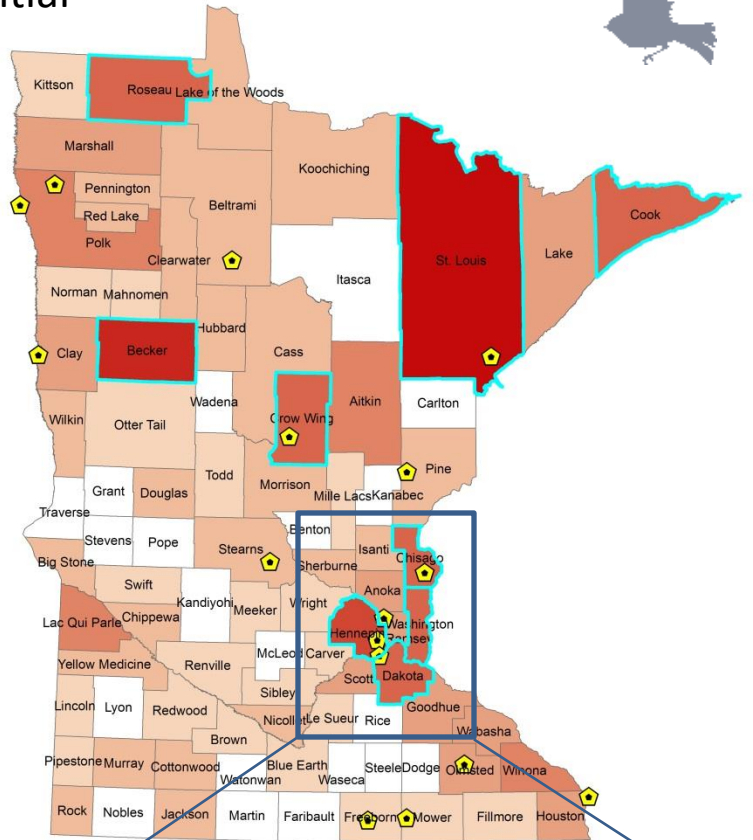 Kittson
Roseau
Lake of the Woods
Marshall
Koochiching
Pennington
Beltrami
Red Lake
Cook
Polk
Clearwater
St. Louis
Lake
Itasca
Norman
Mahnomen
Hubbard
Clay
Becker
Cass
Wadena
Aitkin
Carlton
Crow Wing
Wilkin
Otter Tail
Todd
Pine
Morrison
Grant
Douglas
Mille Lacs
Kanabec
Traverse
Benton
Stevens
Pope
Stearns
Isanti
Chisago
Big Stone
Sherburne
Swift
Anoka
Kandiyohi
Meeker
Wright
Lac Qui Parle
Chippewa
Washington
Hennepin
Ramsey
McLeod
Carver
Yellow Medicine
Renville
Scott
Dakota
Sibley
Lincoln
Lyon
Redwood
Nicollet
Le Sueur
Rice
Goodhue
Wabasha
Brown
Pipestone
Murray
Cottonwood
Watonwan
Blue Earth
Waseca
Steele
Dodge
Olmsted
Winona
Rock
Nobles
Jackson
Martin
Faribault
Freeborn
Mower
Fillmore
Houston